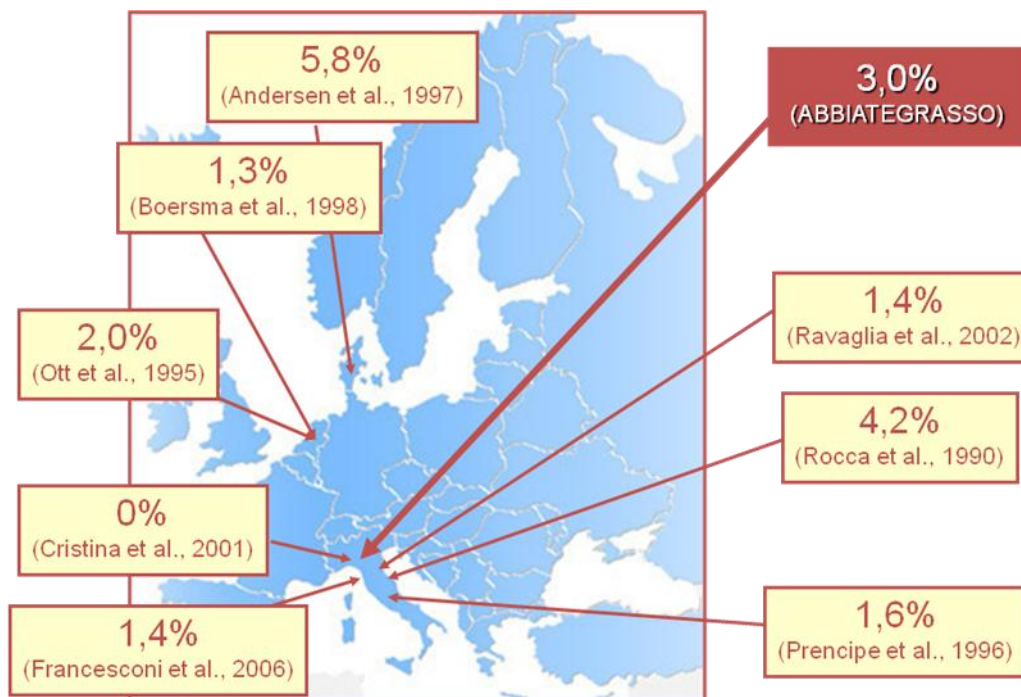 5,8%
(Andersen et al., 1997)
3,0%
(ABBIATEGRASSO)
1,3%
(Boersma et al., 1998)
2,0%
(Ott et al., 1995)
1,4%
(Ravaglia et al., 2002)
4,2%
(Rocca et al., 1990)
0%
(Cristina et al., 2001)
1,4%
(Francesconi et al., 2006)
1,6%
(Prencipe et al., 1996)